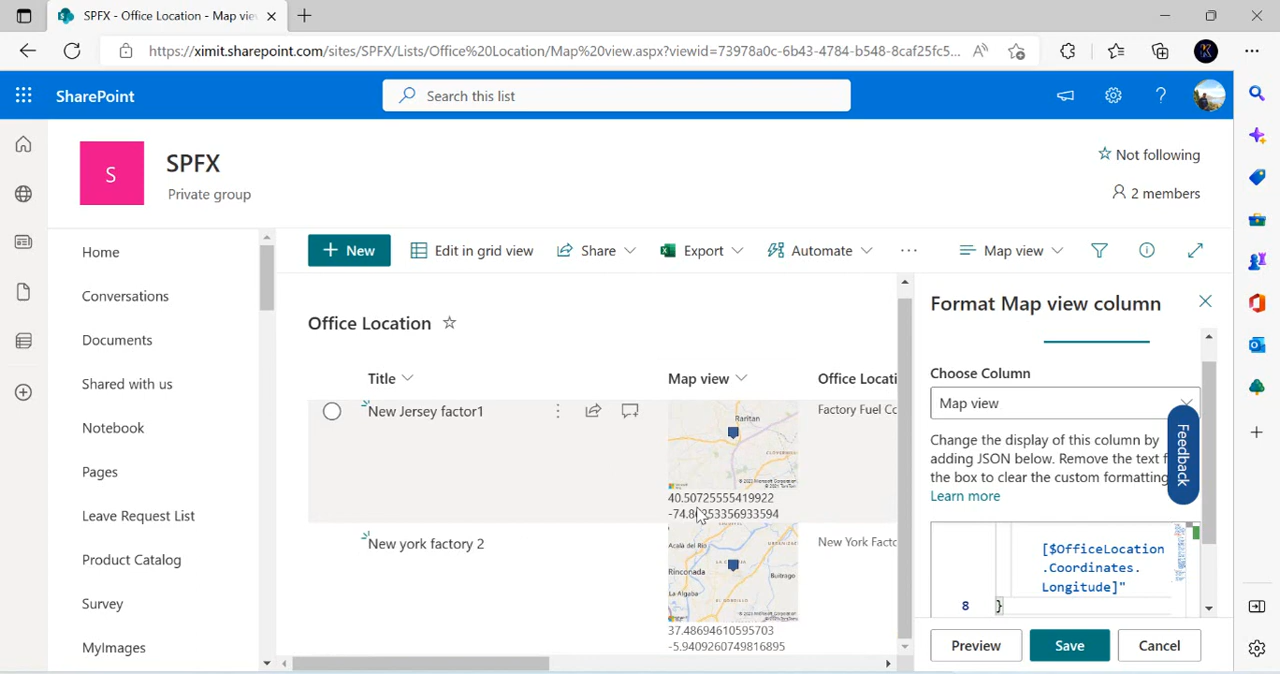 SPFX - Office Location - Map vie
https://ximit.sharepoint.com/sites/SPFX/Lists/Office%20Location/Map%20view.aspx?viewid=73978a0c-6b43-4784-b548-8caf25fc5...
SharePoint
Search this list
S
SPFX
Private group
Not following
2 members
Home
Conversations
Documents
Shared with us
Notebook
Pages
Leave Request List
Product Catalog
Survey
MyImages
New
Edit in grid view
Share
Export
Automate
Map view
Office Location
Title
Map view
Office Locati
New Jersey factor1
Raritan
Factory Fuel Co
40.50725555419922
New york factory 2
Rinconada
Buitrago
La Algaba
New York Facto
37.48694610595703
-5.9409260749816895
Format Map view column
Choose Column
Map view
Change the display of this column by
adding JSON below. Remove the text f
the box to clear the custom formatting
Learn more
Feedback
[$OfficeLocation
.Coordinates.
Longitude]"
8 }
Preview
Save
Cancel